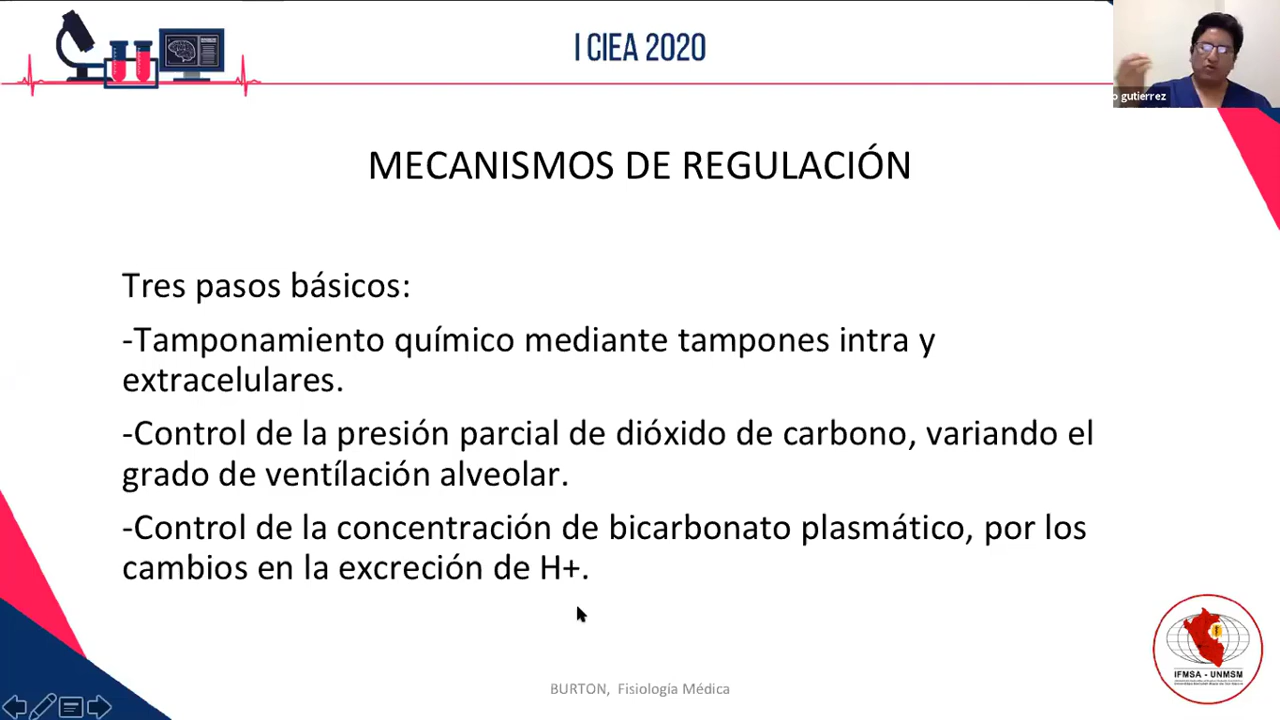 I CIEA 2020
o gutierrez
MECANISMOS DE REGULACIÓN
Tres pasos básicos:
-Tamponamiento químico mediante tampones intra y
extracelulares.
-Control de la presión parcial de dióxido de carbono, variando el
grado de ventílación alveolar.
-Control de la concentración de bicarbonato plasmático, por los
cambios en la excreción de H+.
BURTON, Fisiología Médica
IFMSA - UNMSM